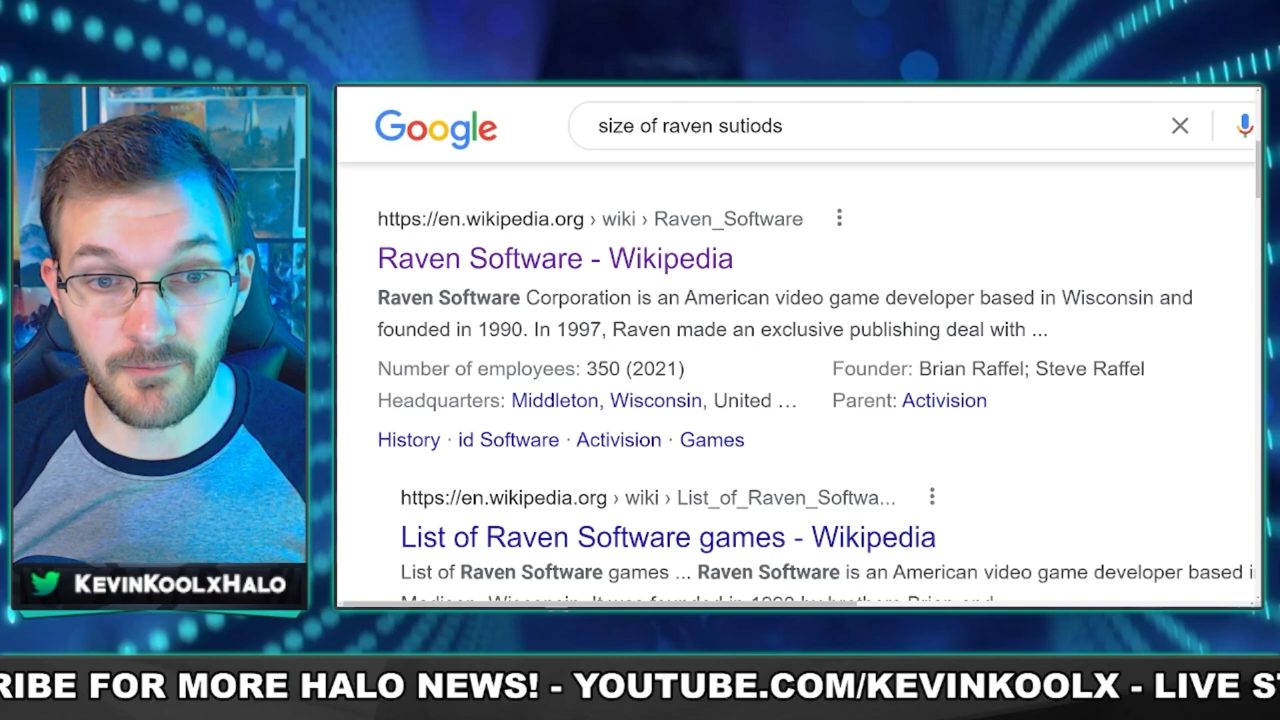 Google
size of raven sutiods
https://en.wikipedia.org › wiki › Raven_Software
Raven Software - Wikipedia
Raven Software Corporation is an American video game developer based in Wisconsin and
founded in 1990. In 1997, Raven made an exclusive publishing deal with ...
Number of employees: 350 (2021)
Founder: Brian Raffel; Steve Raffel
Headquarters: Middleton, Wisconsin, United ...
Parent: Activision
History · id Software · Activision · Games
https://en.wikipedia.org › wiki › List_of_Raven_Softwa...
List of Raven Software games - Wikipedia
List of Raven Software games ... Raven Software is an American video game developer based i
KEVINKOOLXHALO
RIBE FOR MORE HALO NEWS! - YOUTUBE.COM/KEVINKOOLX - LIVE S